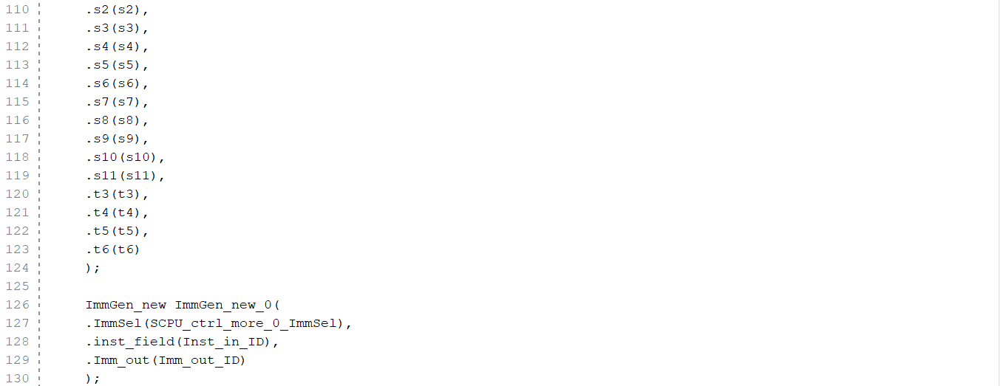 110 .s2(s2),
111 .s3(s3),
112 .s4(s4),
113 .s5(s5),
114 .s6(s6),
115 .s7(s7),
116 .s8(s8),
117 .s9(s9),
118 .s10(s10),
119 .s11(s11),
120 .t3(t3),
121 .t4(t4),
122 .t5(t5),
123 .t6(t6)
124 );
125
126 ImmGen_new ImmGen_new_0(
127 .ImmSel(SCPU_ctrl_more_0_ImmSel),
128 .inst_field(Inst_in_ID),
129 .Imm_out(Imm_out_ID)
130 );